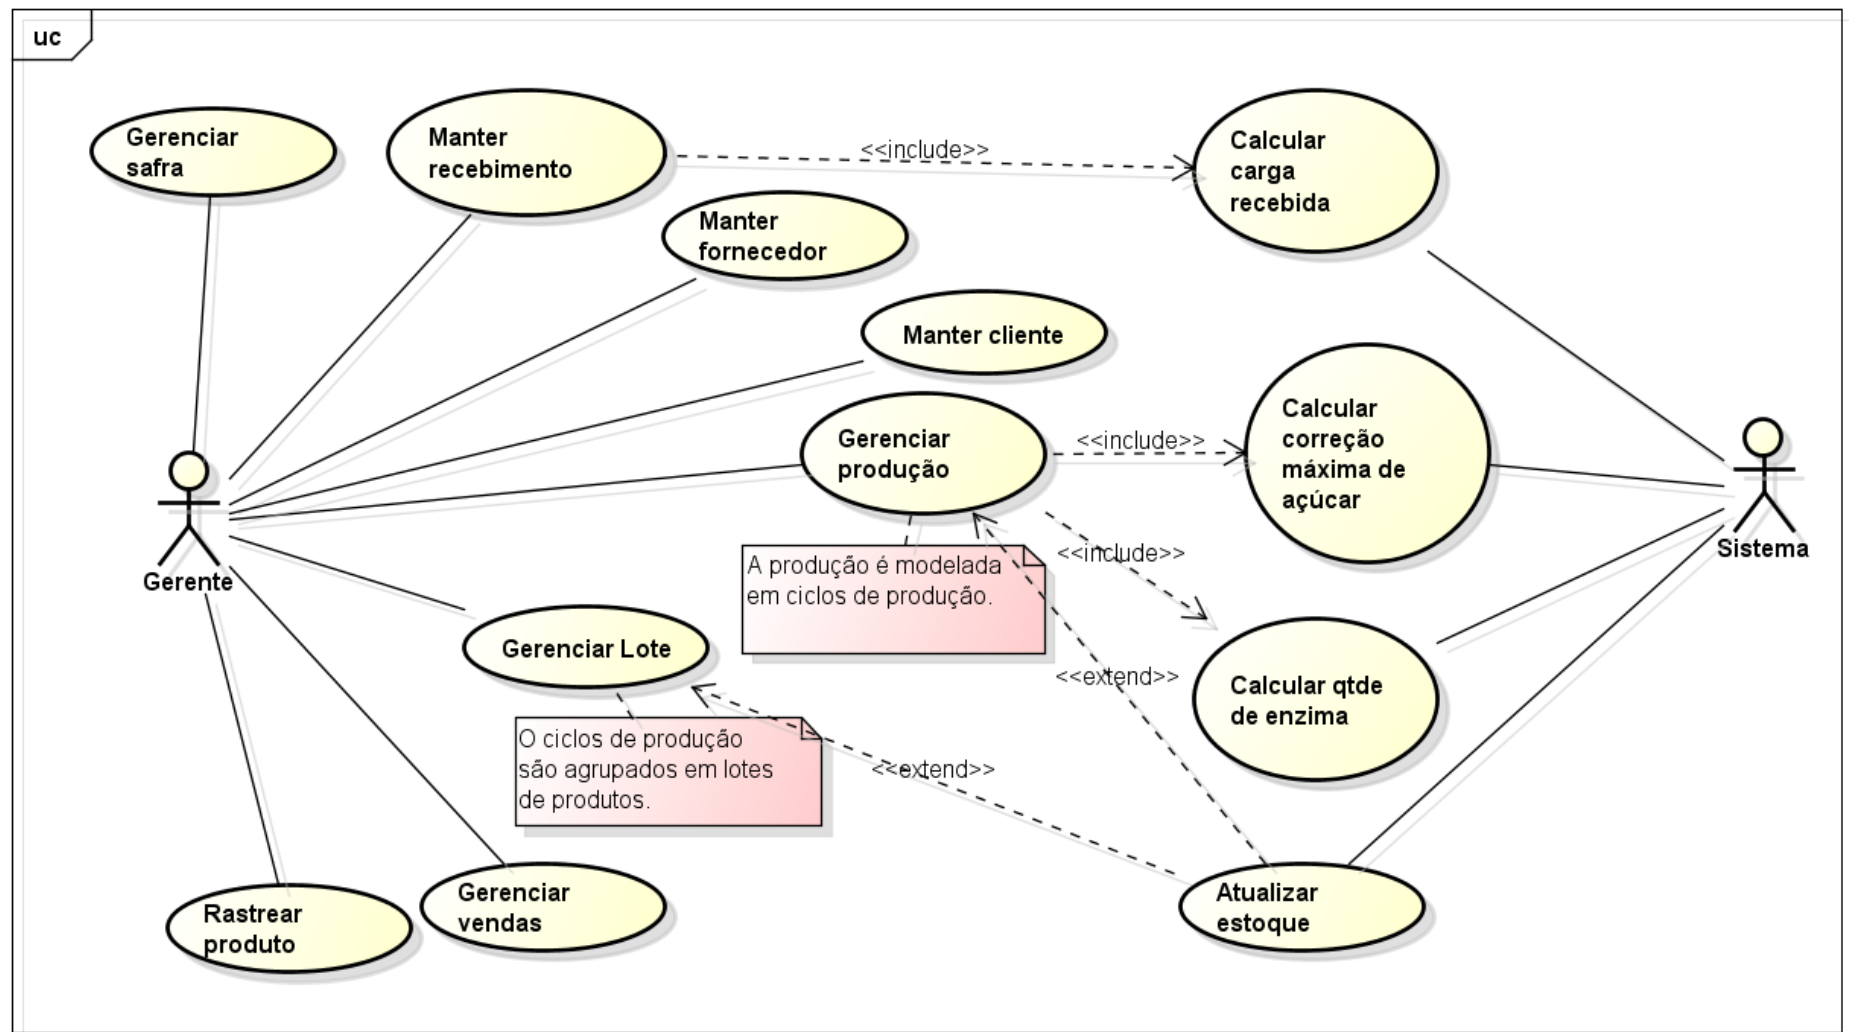 uc
Gerenciar
safra
Manter
recebimento
<<include>>
Calcular
carga
recebida
Manter
fornecedor
Manter cliente
Gerenciar
produção
<<include>>
Calcular
correção
máxima de
açúcar
Gerente
Sistema
A produção é modelada
em ciclos de produção.
<<include>>
Gerenciar Lote
<<extend>>
Calcular qtde
de enzima
O ciclos de produção
são agrupados em lotes
de produtos.
<<extend>>
Rastrear
produto
Gerenciar
vendas
Atualizar
estoque